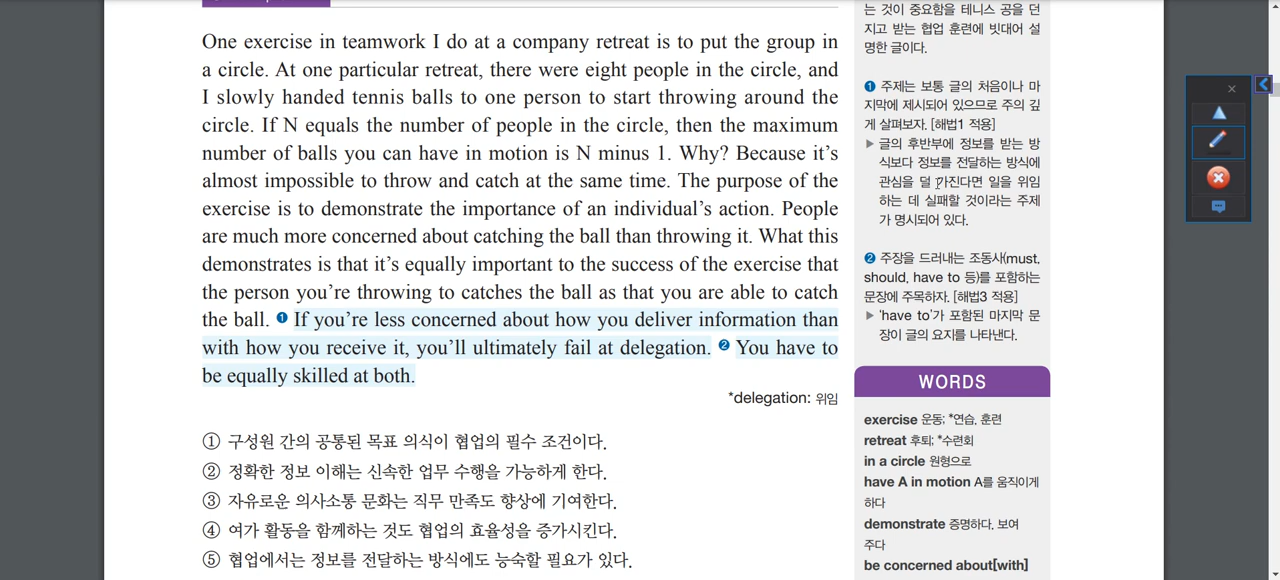 One exercise in teamwork I do at a company retreat is to put the group in
a circle. At one particular retreat, there were eight people in the circle, and
I slowly handed tennis balls to one person to start throwing around the
circle. If N equals the number of people in the circle, then the maximum
number of balls you can have in motion is N minus 1. Why? Because it's
almost impossible to throw and catch at the same time. The purpose of the
exercise is to demonstrate the importance of an individual's action. People
are much more concerned about catching the ball than throwing it. What this
demonstrates is that it's equally important to the success of the exercise that
the person you're throwing to catches the ball as that you are able to catch
the ball. ❶ If you're less concerned about how you deliver information than
with how you receive it, you'll ultimately fail at delegation. ❷ You have to
be equally skilled at both.
*delegation: 위임
① 구성원 간의 공통된 목표 의식이 협업의 필수 조건이다.
② 정확한 정보 이해는 신속한 업무 수행을 가능하게 한다.
③ 자유로운 의사소통 문화는 직무 만족도 향상에 기여한다.
④ 여가 활동을 함께하는 것도 협업의 효율성을 증가시킨다.
⑤ 협업에서는 정보를 전달하는 방식에도 능숙할 필요가 있다.
는 것이 중요함을 테니스 공을 던
지고 받는 협업 훈련에 빗대어 설
명한 글이다.
❶ 주제는 보통 글의 처음이나 마
지막에 제시되어 있으므로 주의 깊
게 살펴보자. [해법1 적용]
▶ 글의 후반부에 정보를 받는 방
식보다 정보를 전달하는 방식에
관심을 덜 가진다면 일을 위임
하는 데 실패할 것이라는 주제
가 명시되어 있다.
❷ 주장을 드러내는 조동사(must,
should, have to 등)를 포함하는
문장에 주목하자. [해법3 적용]
▶ 'have to'가 포함된 마지막 문
장이 글의 요지를 나타낸다.
WORDS
exercise 운동; *연습, 훈련
retreat 후퇴; *수련회
in a circle 원형으로
have A in motion A를 움직이게
하다
demonstrate 증명하다, 보여
주다
be concerned about[with]